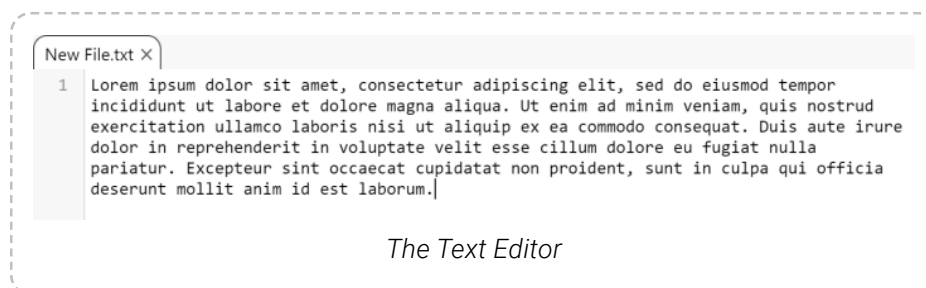 New File.txt ×
1 Lorem ipsum dolor sit amet, consectetur adipiscing elit, sed do eiusmod tempor
incididunt ut labore et dolore magna aliqua. Ut enim ad minim veniam, quis nostrud
exercitation ullamco laboris nisi ut aliquip ex ea commodo consequat. Duis aute irure
dolor in reprehenderit in voluptate velit esse cillum dolore eu fugiat nulla
pariatur. Excepteur sint occaecat cupidatat non proident, sunt in culpa qui officia
deserunt mollit anim id est laborum.
The Text Editor